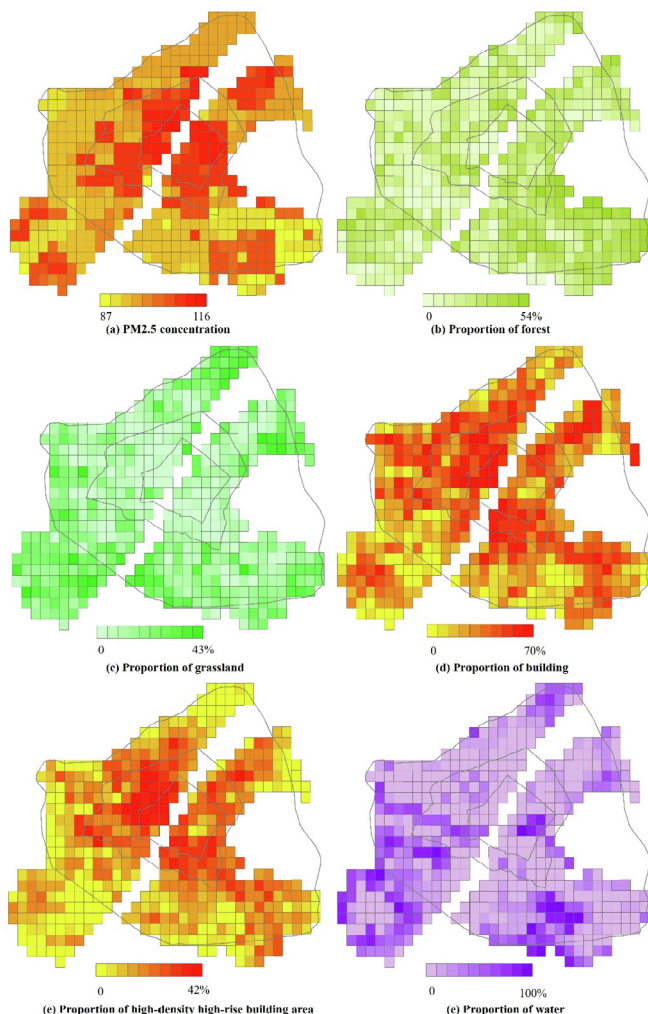 87 116
(a) PM2.5 concentration
0 54%
(b) Proportion of forest
0 43%
(c) Proportion of grassland
0 70%
(d) Proportion of building
0 42%
(e) Proportion of high-density high-rise building area
0 100%
(e) Proportion of water